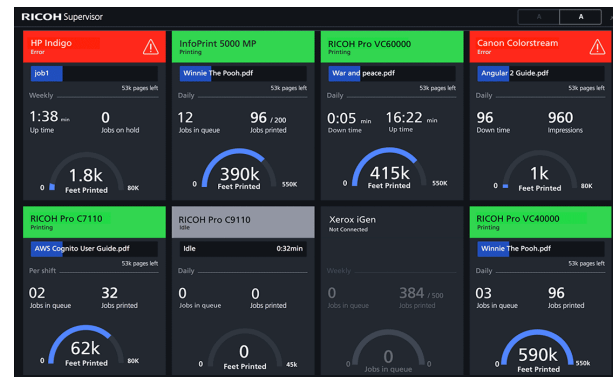 RICOH Supervisor
A
A
HP Indigo
Error
job1
53k pages left
Weekly
1:38 min
Up time
0
Jobs on hold
1.8k
Feet Printed
0
80K
InfoPrint 5000 MP
Printing
Winnie The Pooh.pdf
53k pages left
Daily
12
Jobs in queue
96 / 200
Jobs printed
390k
Feet Printed
0
550K
RICOH Pro VC60000
Printing
War and peace.pdf
53k pages left
Daily
0:05 min
Down time
16:22 min
Up time
415k
Feet Printed
0
550K
Canon Colorstream
Error
Angular 2 Guide.pdf
53k pages left
Daily
96
Down time
960
Impressions
1k
Feet Printed
0
80K
RICOH Pro C7110
Printing
AWS Cognito User Guide.pdf
53k pages left
Per shift
02
Jobs in queue
32
Jobs printed
62k
Feet Printed
0
80K
RICOH Pro C9110
Idle
Idle
0:32min
Daily
0
Jobs in queue
0
Jobs printed
0
Feet Printed
0
45k
Xerox iGen
Not Connected
Weekly
0
Jobs in queue
384 / 500
Jobs printed
0
Jobs in queue
0
0
RICOH Pro VC40000
Printing
Winnie The Pooh.pdf
53k pages left
Daily
03
Jobs in queue
96
Jobs printed
590k
Feet Printed
0
550k